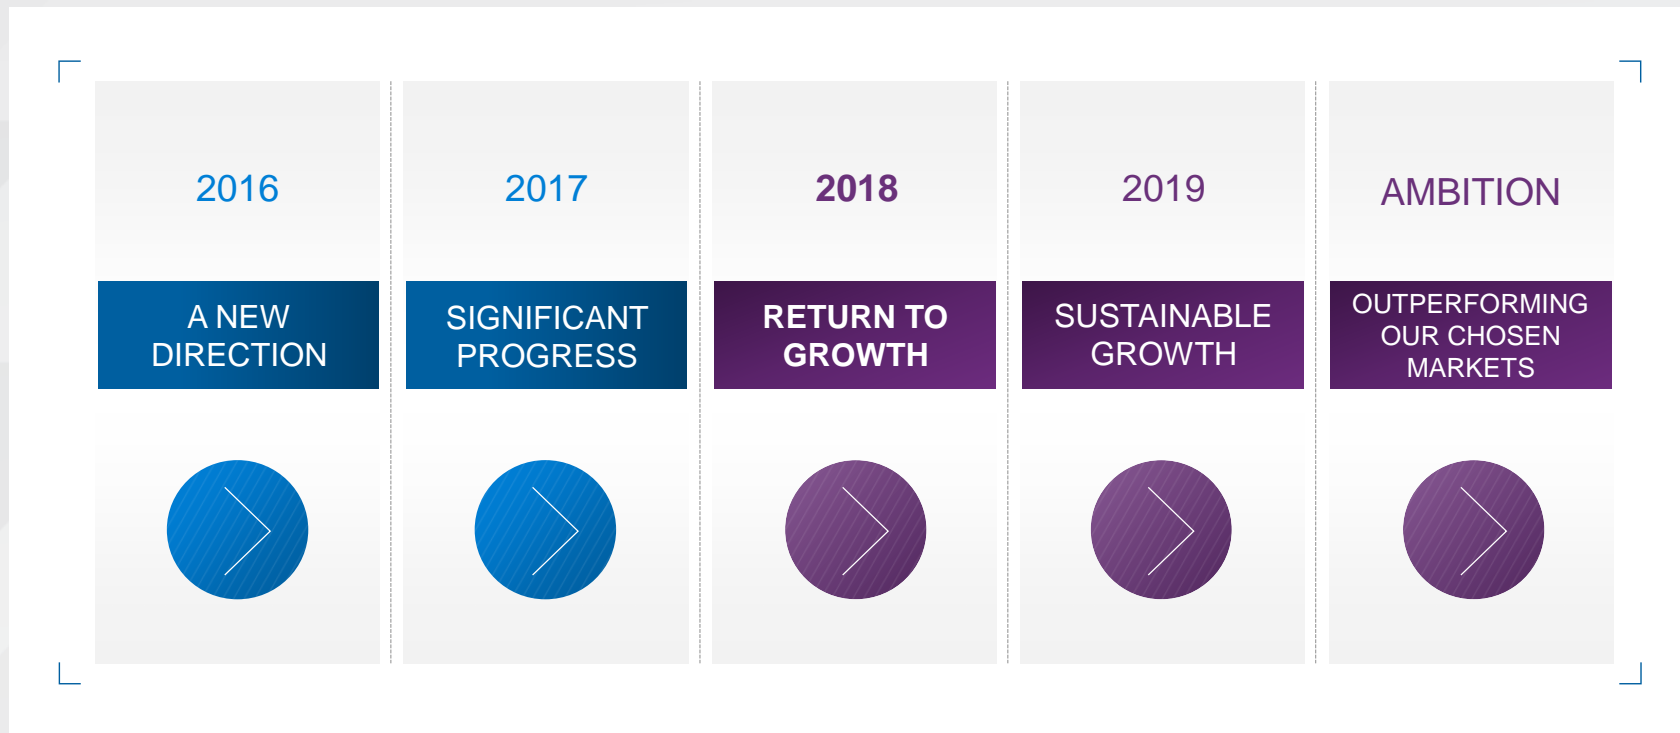 2016
A NEW
DIRECTION
2017
SIGNIFICANT
PROGRESS
2018
RETURN TO
GROWTH
2019
SUSTAINABLE
GROWTH
AMBITION
OUTPERFORMING
OUR CHOSEN
MARKETS